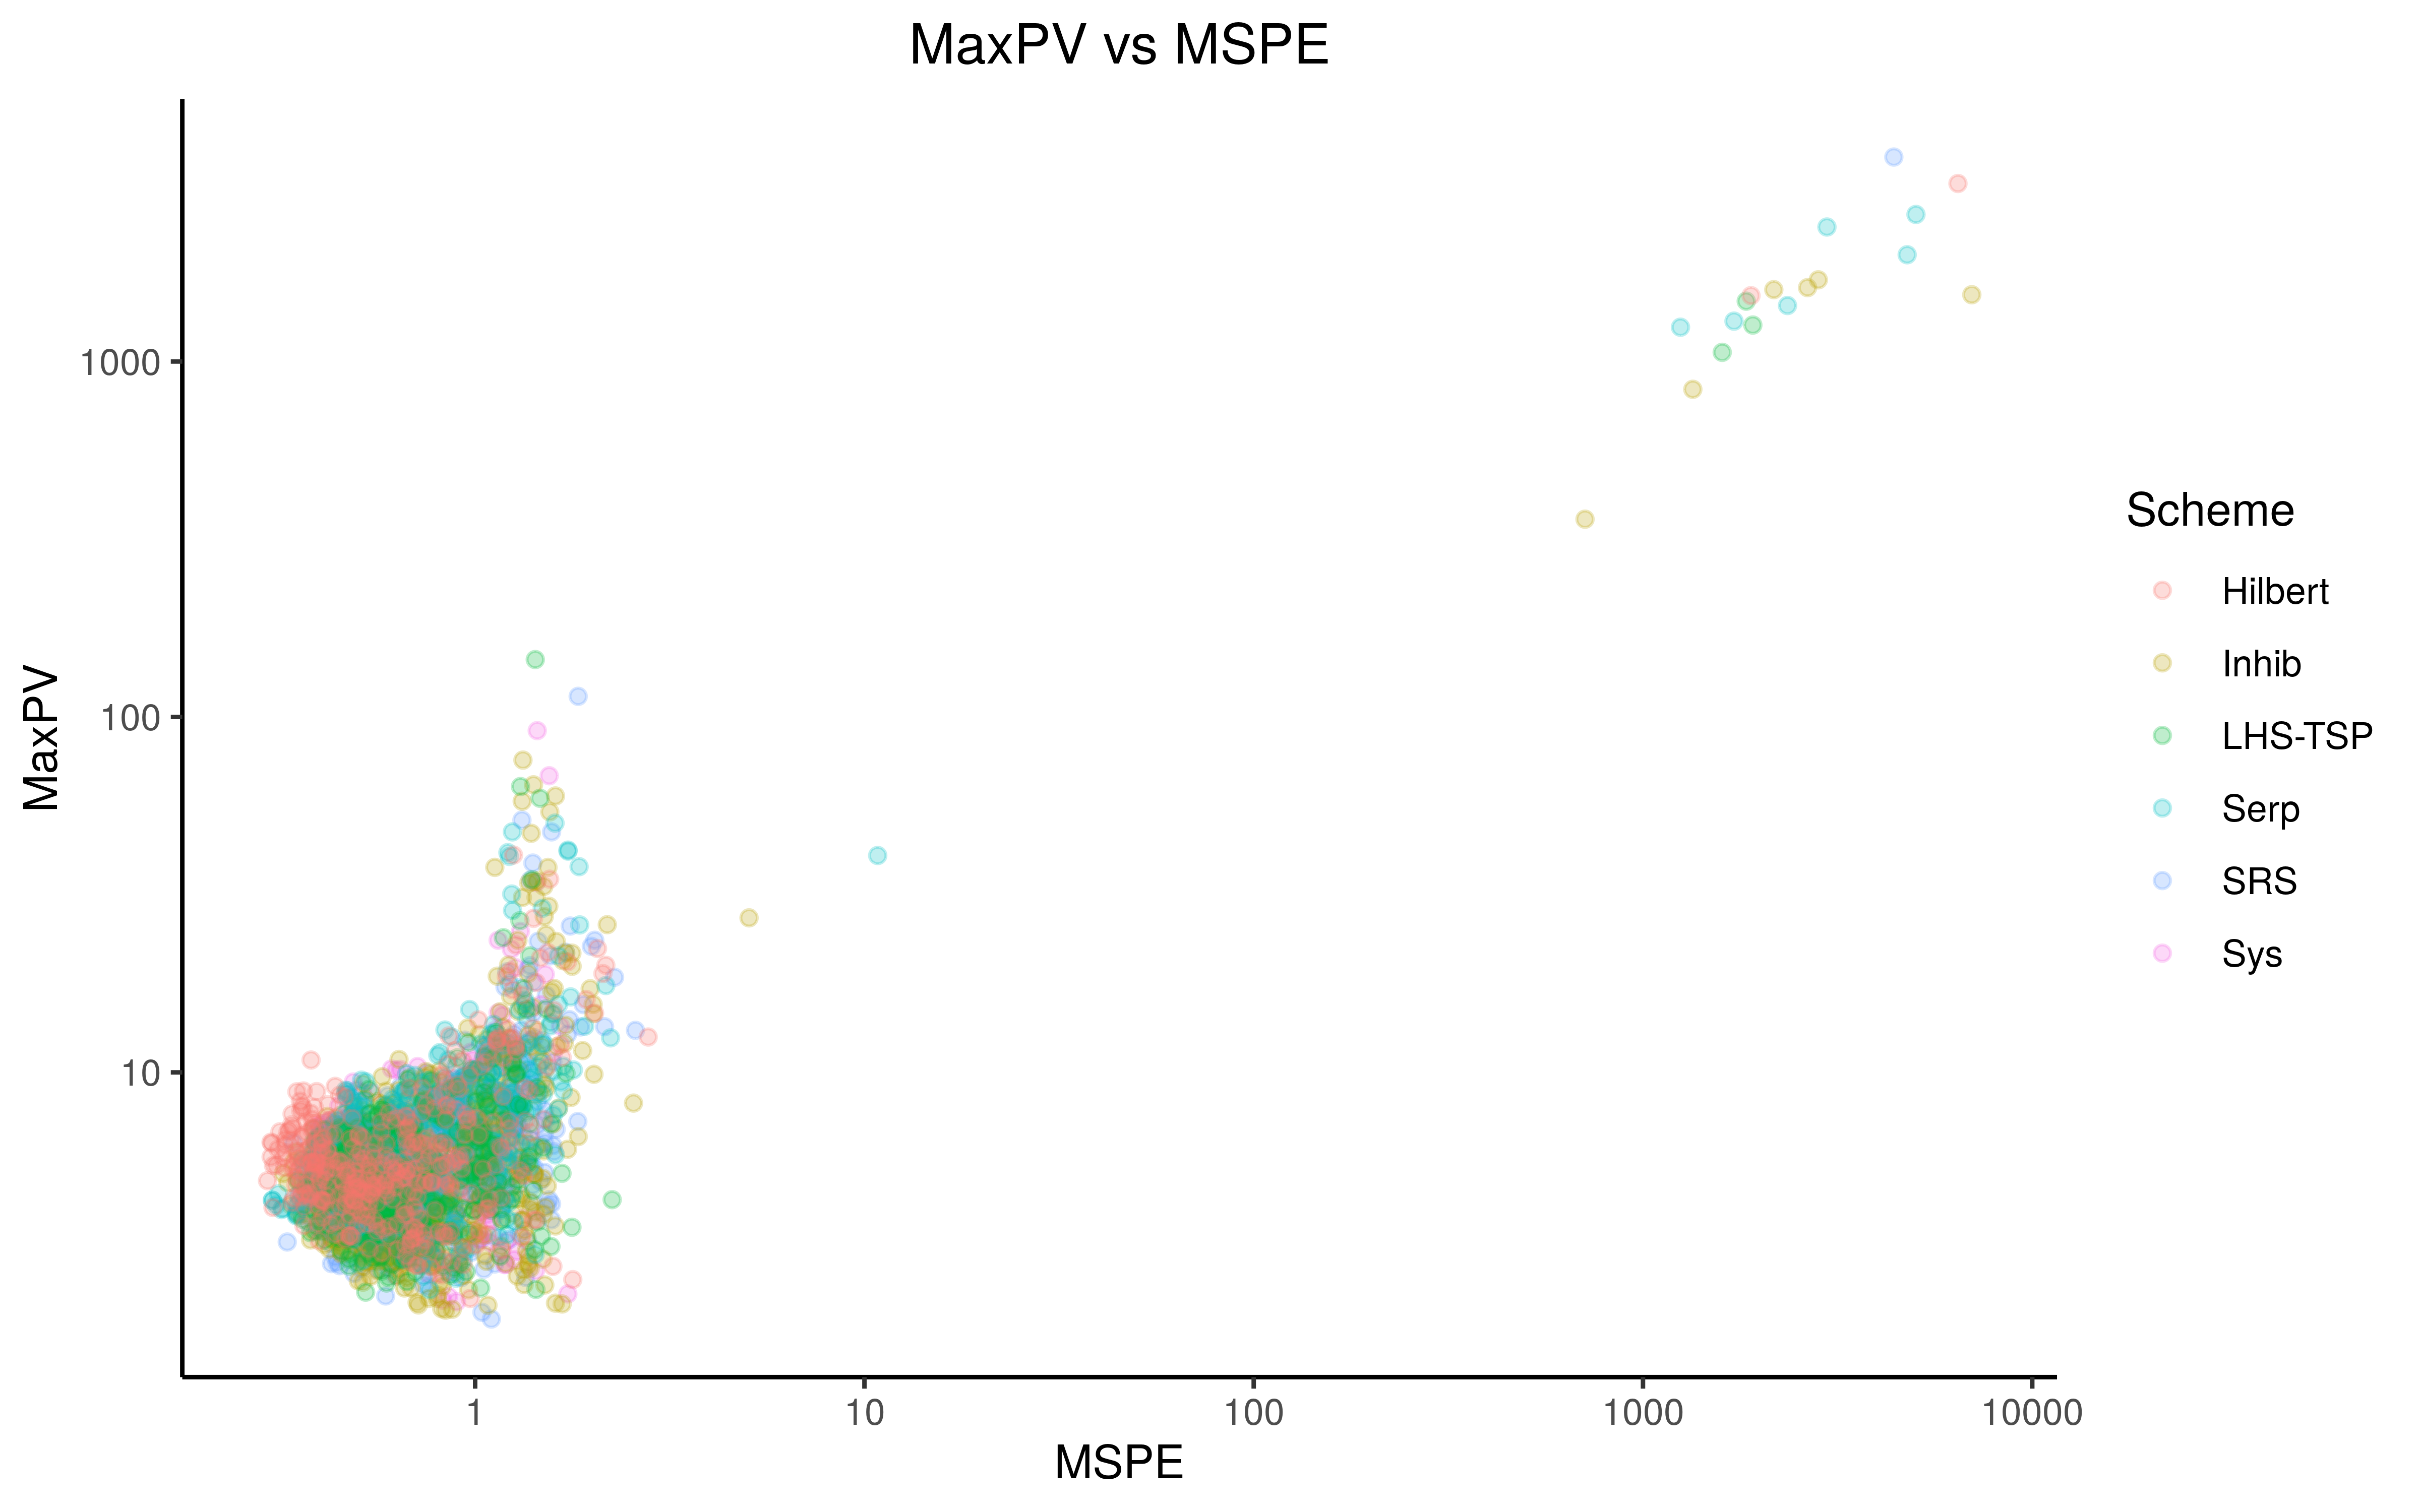 MaxPV vs MSPE
MaxPV
1000
100
10
1
10
100
1000
10000
MSPE
Scheme
Hilbert
Inhib
LHS-TSP
Serp
SRS
Sys